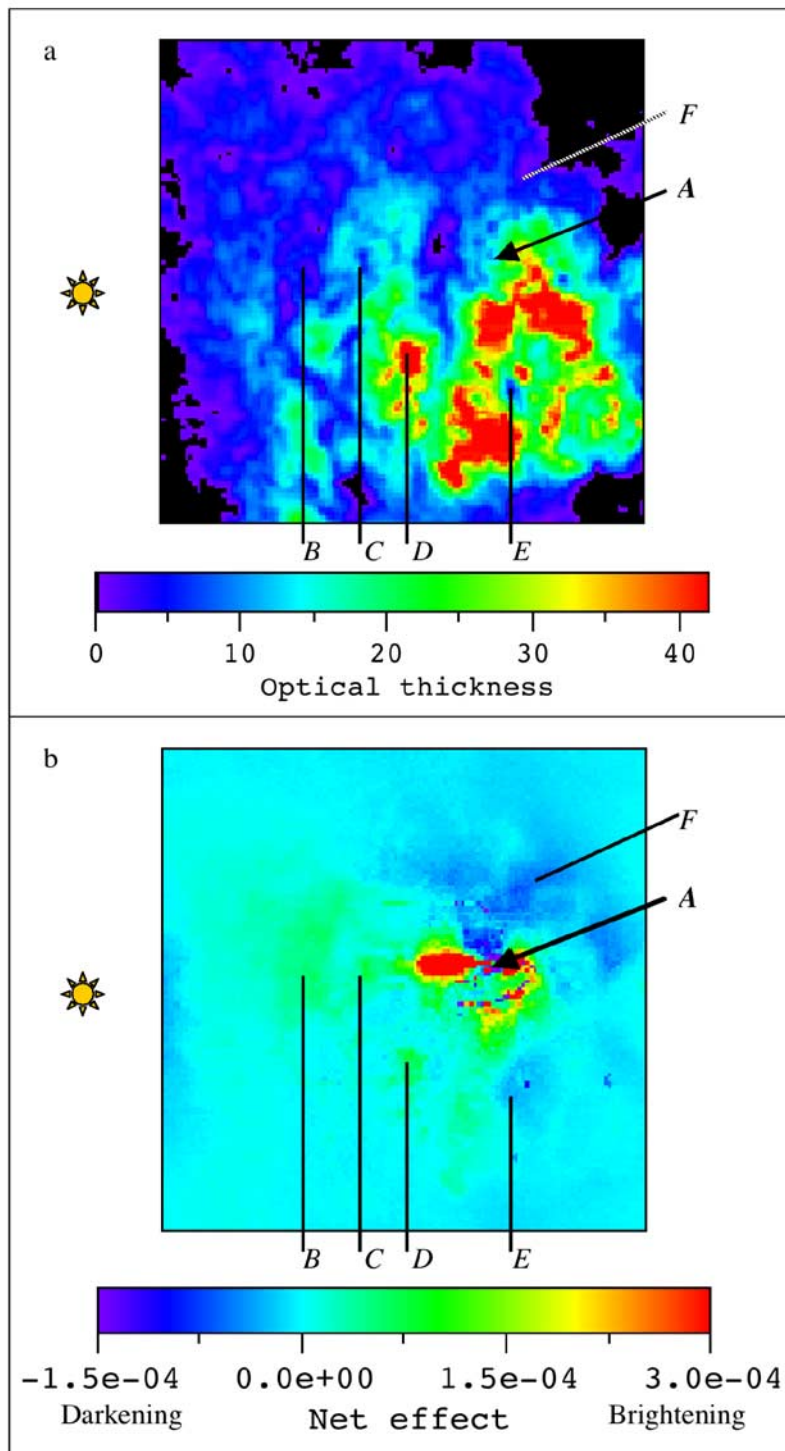 a
F
A
B C D E
0 10 20 30 40
Optical thickness
b
F
A
B C D E
-1.5e-04 0.0e+00 1.5e-04 3.0e-04
Darkening Net effect Brightening